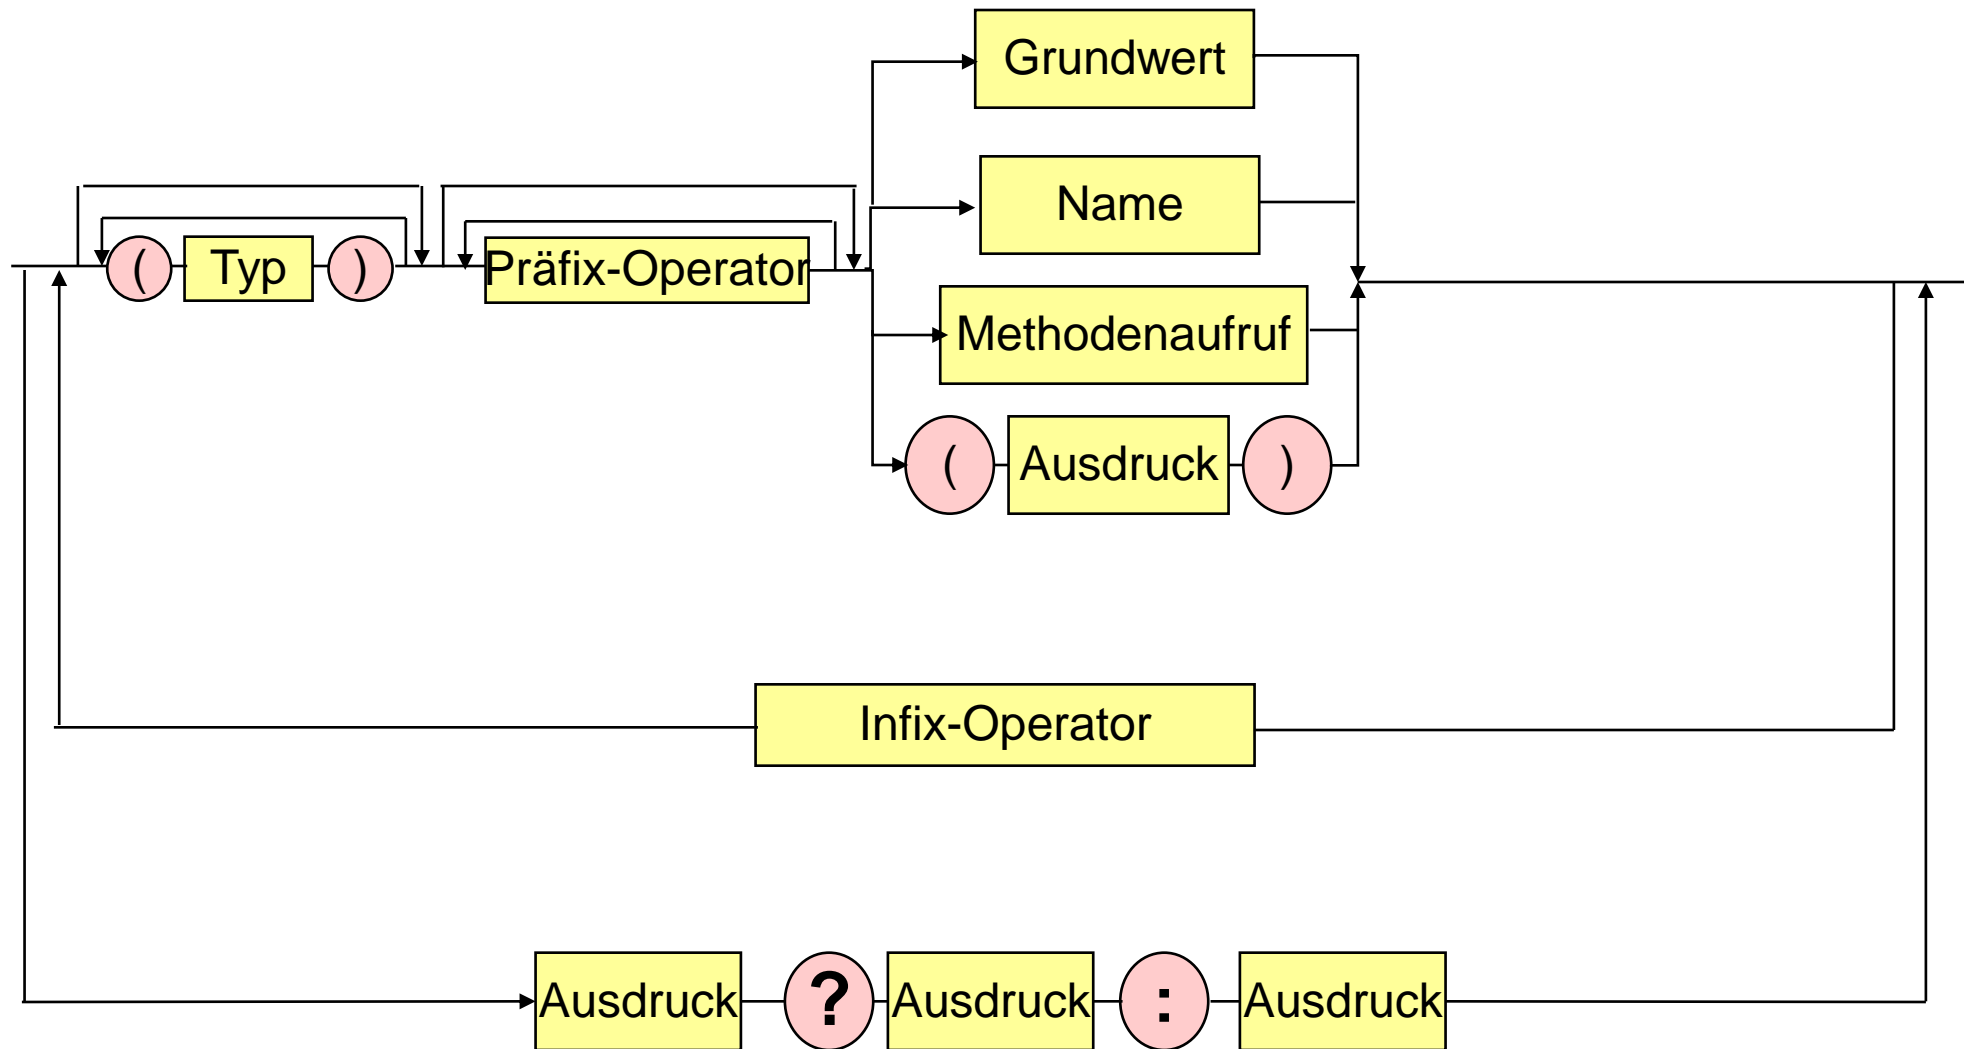 Grundwert
Name
( Typ ) Präfix-Operator
Methodenaufruf
( Ausdruck )
Infix-Operator
Ausdruck ? Ausdruck : Ausdruck